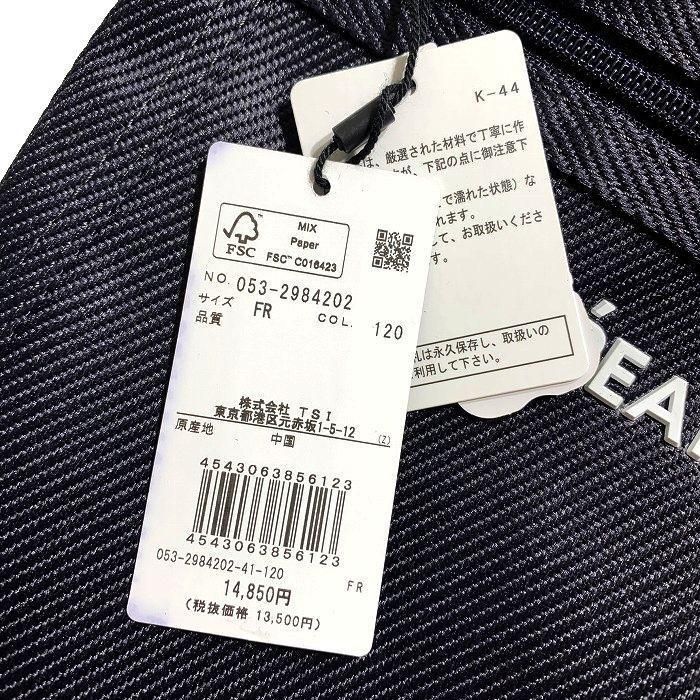 K-44
は、厳選された材料で丁寧に作
が、下記の点に御注意下
で濡れた状態）な
れます。
して、お取扱いくださ
す。
札は永久保存し、取扱いの
利用して下さい。
MIX
Paper
FSC™ C016423
FSC
NO. 053-2984202
サイズ FR COL. 120
品質
株式会社 TSI
東京都港区元赤坂1-5-12 (Z)
原産地 中国
4543063856123
4543063856123
053-2984202-41-120 FR
14,850円
(税抜価格 13,500円)
´EA